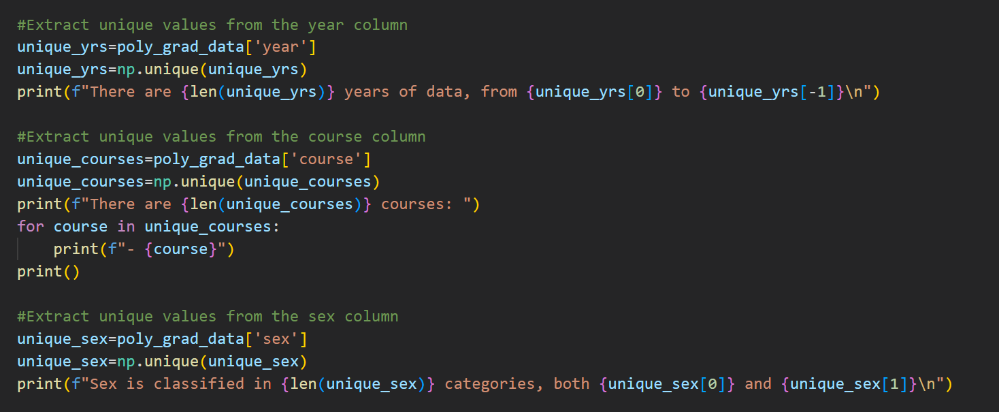 #Extract unique values from the year column
unique_yrs=poly_grad_data['year']
unique_yrs=np.unique(unique_yrs)
print(f"There are {len(unique_yrs)} years of data, from {unique_yrs[0]} to {unique_yrs[-1]}\n")

#Extract unique values from the course column
unique_courses=poly_grad_data['course']
unique_courses=np.unique(unique_courses)
print(f"There are {len(unique_courses)} courses: ")
for course in unique_courses:
    print(f"- {course}")
print()

#Extract unique values from the sex column
unique_sex=poly_grad_data['sex']
unique_sex=np.unique(unique_sex)
print(f"Sex is classified in {len(unique_sex)} categories, both {unique_sex[0]} and {unique_sex[1]}\n")